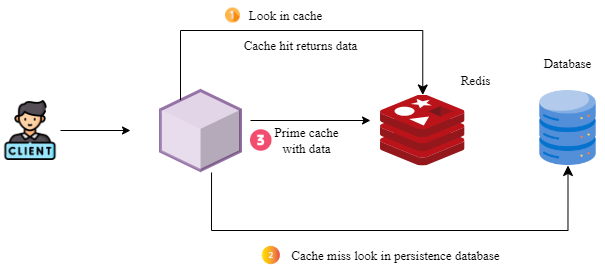 1 Look in cache
Cache hit returns data
Database
Redis
3 Prime cache
with data
CLIENT
2 Cache miss look in persistence database